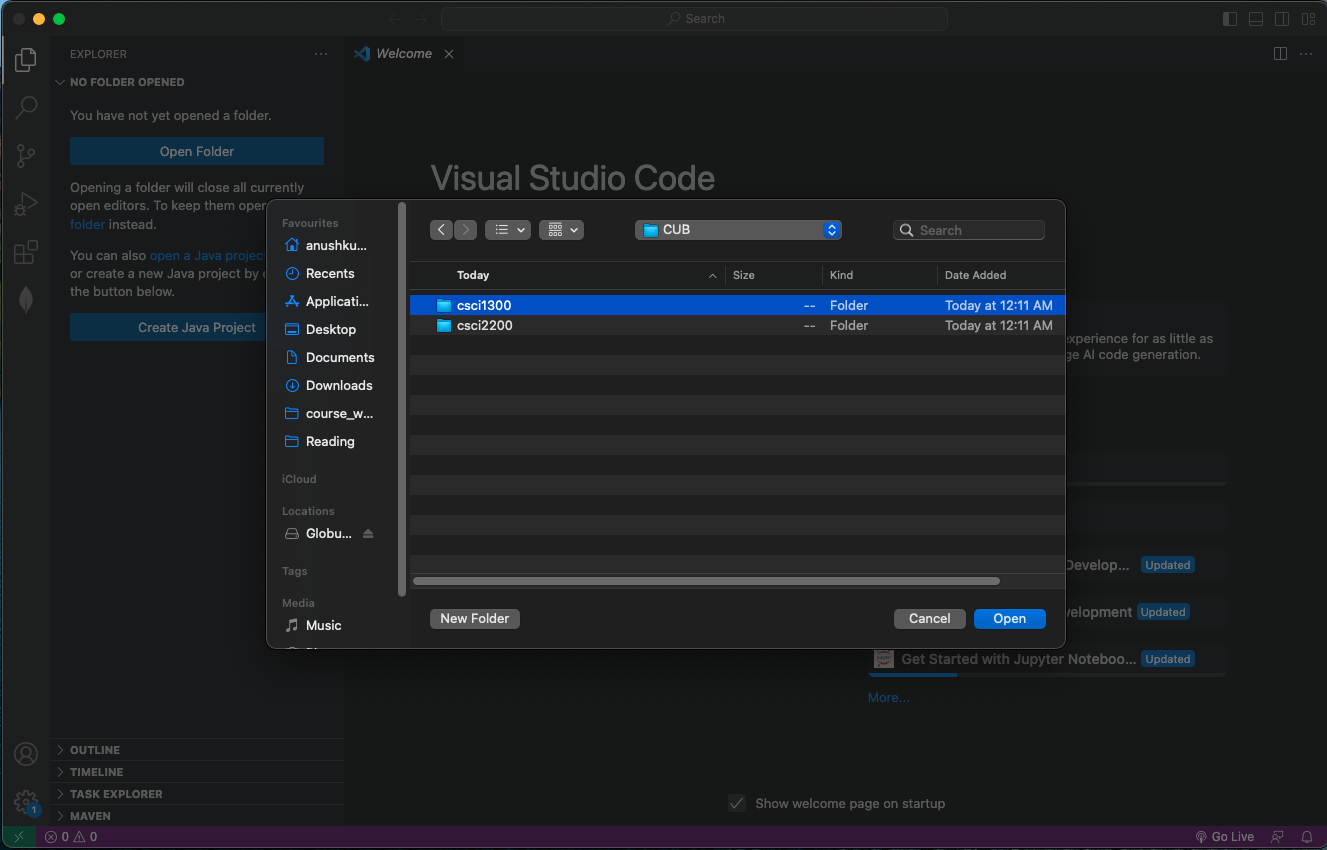 Search
EXPLORER
Welcome
NO FOLDER OPENED
You have not yet opened a folder.
Open Folder
Opening a folder will close all currently
open editors. To keep them open
folder instead.
You can also open a Java project
or create a new Java project by
the button below.
Create Java Project
Visual Studio Code
Favourites
anushku...
Recents
Applicati...
Desktop
Documents
Downloads
course_w...
Reading
iCloud
Locations
Globu...
Tags
Media
Music
CUB
Search
Today Size Kind Date Added
csci1300 -- Folder Today at 12:11 AM
csci2200 -- Folder Today at 12:11 AM
New Folder Cancel Open
experience for as little as
ge AI code generation.
Develop... Updated
velopment Updated
Get Started with Jupyter Noteboo... Updated
More...
OUTLINE
TIMELINE
TASK EXPLORER
MAVEN
1
Show welcome page on startup
0 0
Go Live